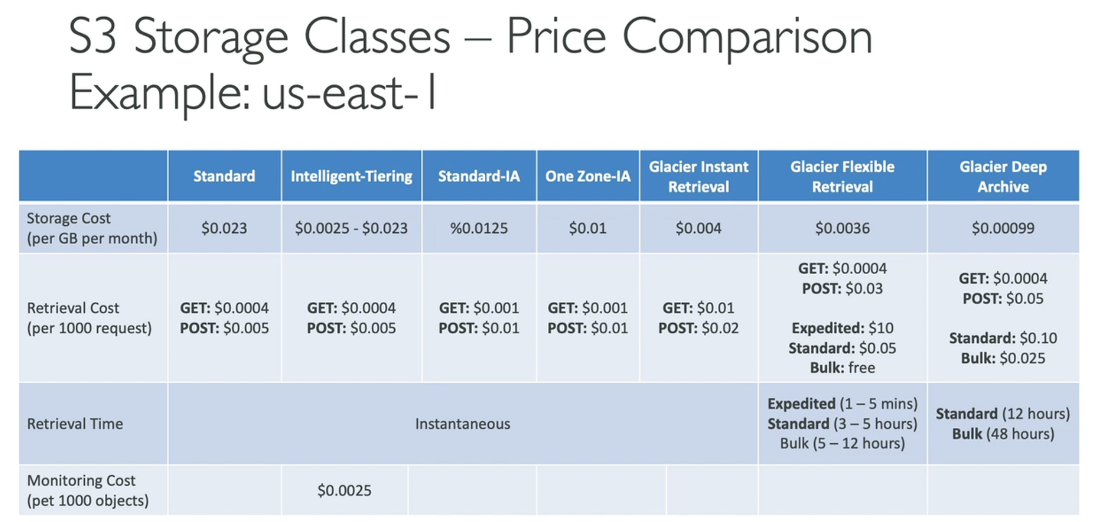 S3 Storage Classes – Price Comparison
Example: us-east-1
Standard
Intelligent-Tiering
Standard-IA
One Zone-IA
Glacier Instant
Retrieval
Glacier Flexible
Retrieval
Glacier Deep
Archive
Storage Cost
(per GB per month)
$0.023
$0.0025 - $0.023
%0.0125
$0.01
$0.004
$0.0036
$0.00099
Retrieval Cost
(per 1000 request)
GET: $0.0004
POST: $0.005
GET: $0.0004
POST: $0.005
GET: $0.001
POST: $0.01
GET: $0.001
POST: $0.01
GET: $0.01
POST: $0.02
GET: $0.0004
POST: $0.03
Expedited: $10
Standard: $0.05
Bulk: free
GET: $0.0004
POST: $0.05
Standard: $0.10
Bulk: $0.025
Retrieval Time
Instantaneous
Expedited (1 – 5 mins)
Standard (3 – 5 hours)
Bulk (5 – 12 hours)
Standard (12 hours)
Bulk (48 hours)
Monitoring Cost
(pet 1000 objects)
$0.0025